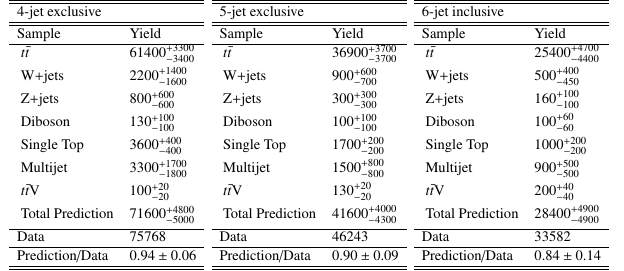 4-jet exclusive 5-jet exclusive 6-jet inclusive
Sample Yield Sample Yield Sample Yield
tt̄ 61400+3300−3400 tt̄ 36900+3700−3700 tt̄ 25400+4700−4400
W+jets 2200+1400−1600 W+jets 900+600−700 W+jets 500+400−450
Z+jets 800+600−600 Z+jets 300+300−300 Z+jets 160+100−100
Diboson 130+100−100 Diboson 100+100−100 Diboson 100+60−60
Single Top 3600+400−400 Single Top 1700+200−200 Single Top 1000+200−200
Multijet 3300+1700−1800 Multijet 1500+800−800 Multijet 900+500−500
tt̄V 100+20−20 tt̄V 130+20−20 tt̄V 200+40−40
Total Prediction 71600+4800−5000 Total Prediction 41600+4000−4300 Total Prediction 28400+4900−4900
Data 75768 Data 46243 Data 33582
Prediction/Data 0.94 ± 0.06 Prediction/Data 0.90 ± 0.09 Prediction/Data 0.84 ± 0.14